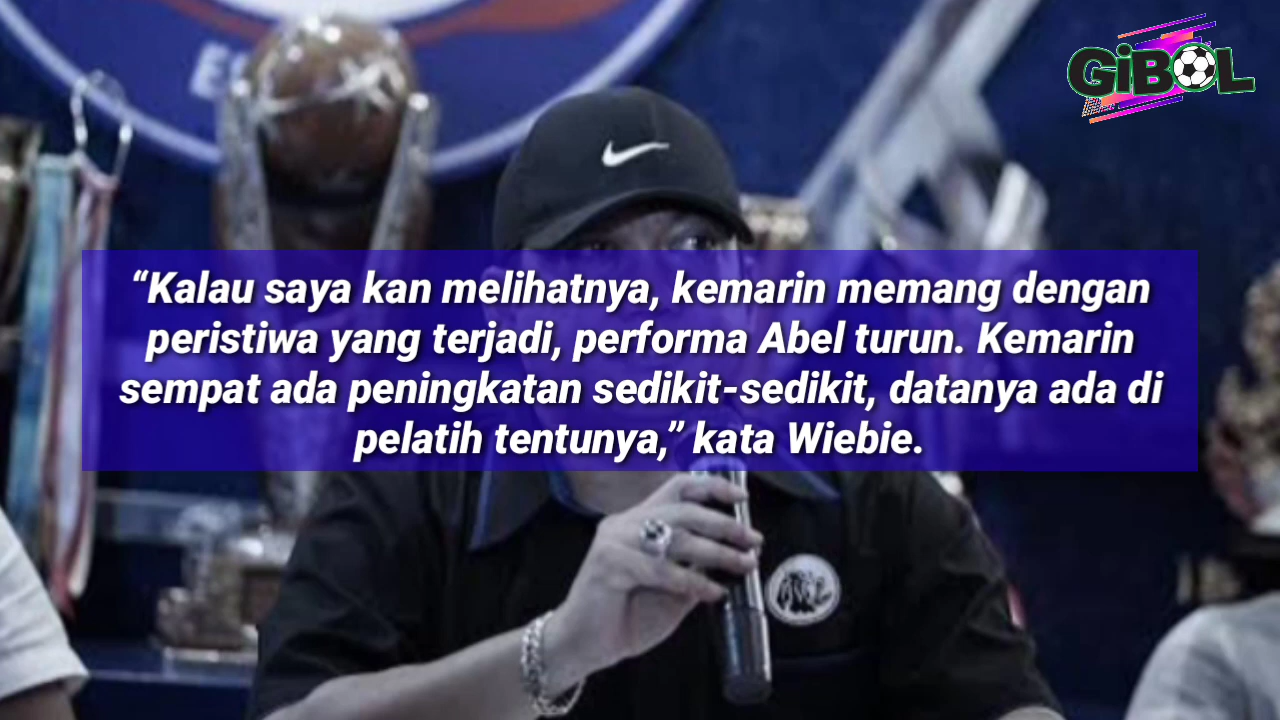 GiBOL
“Kalau saya kan melihatnya, kemarin memang dengan
peristiwa yang terjadi, performa Abel turun. Kemarin
sempat ada peningkatan sedikit-sedikit, datanya ada di
pelatih tentunya,” kata Wiebie.